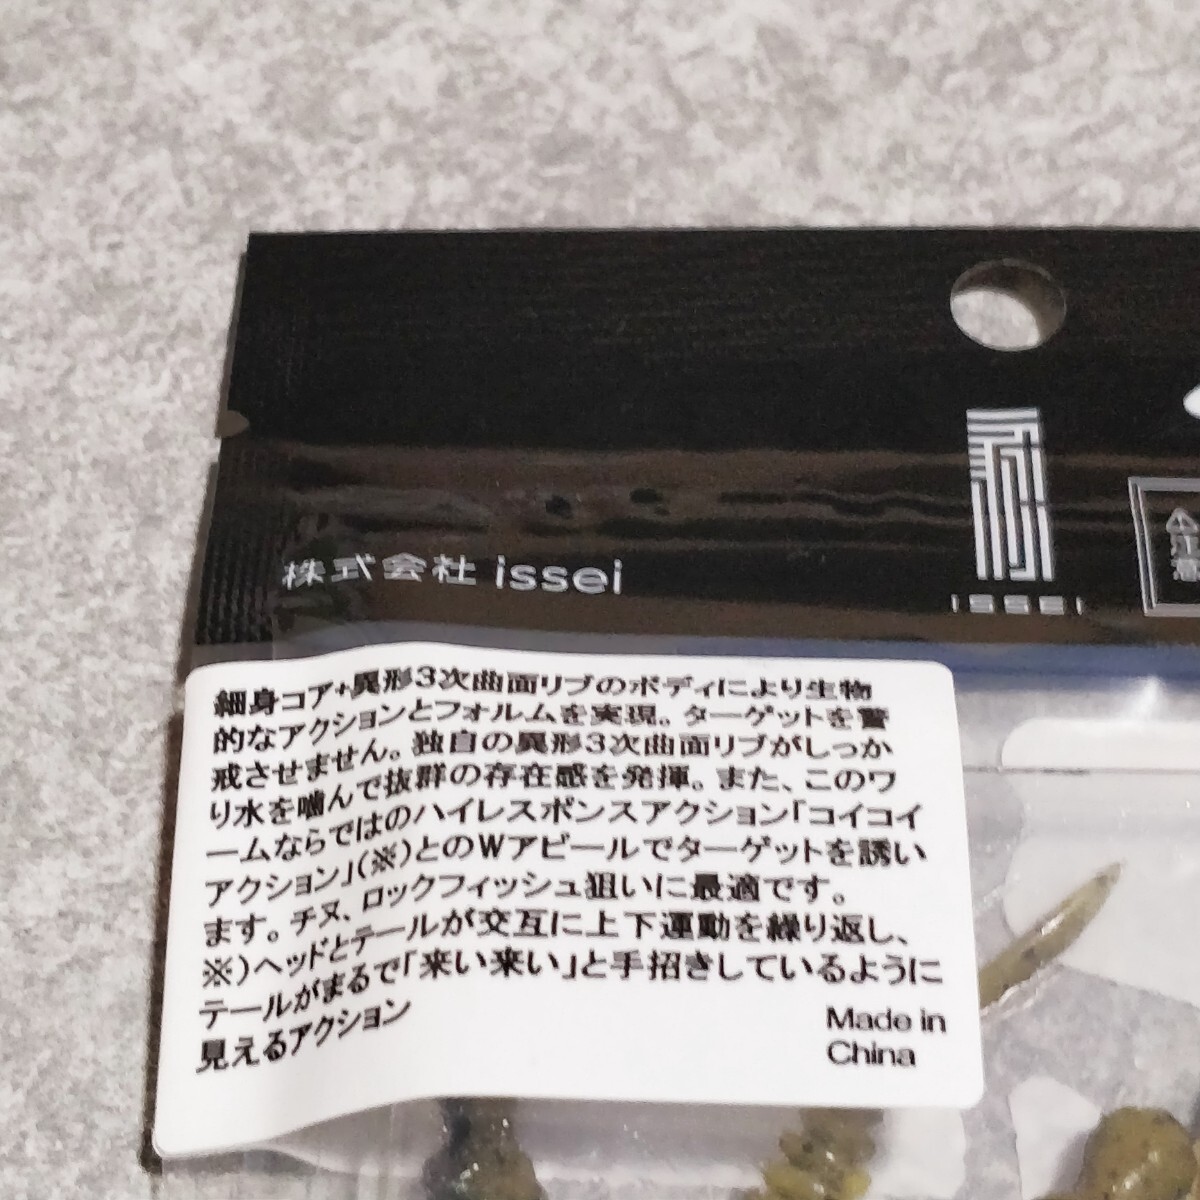 株式会社 issei
issei
注意
細身コア+異形3次曲面リブのボディにより生物
的なアクションとフォルムを実現。ターゲットを警
戒させません。独自の異形3次曲面リブがしっか
り水を噛んで抜群の存在感を発揮。また、このワ
ームならではのハイレスポンスアクション「コイコイ
アクション」(※)とのWアピールでターゲットを誘い
ます。チヌ、ロックフィッシュ狙いに最適です。
※)ヘッドとテールが交互に上下運動を繰り返し、
テールがまるで「来い来い」と手招きしているように
見えるアクション
Made in
China